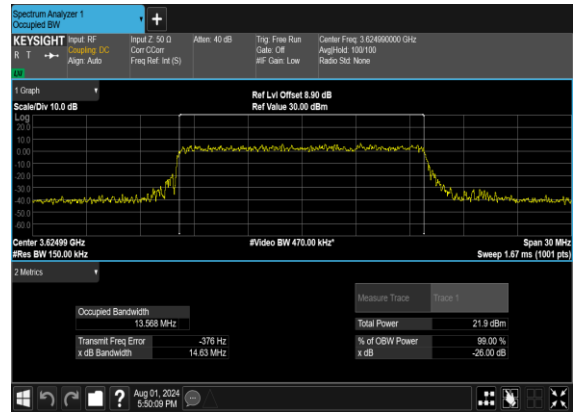 Spectrum Analyzer 1
Occupied BW
+
KEYSIGHT Input: RF Input Z: 50 Ω Atten: 40 dB Trig: Free Run Center Freq: 3.624990000 GHz
R T Coupling: DC Corr CCorr Gate: Off Avg|Hold: 100/100
Align: Auto Freq Ref: Int (S) #IF Gain: Low Radio Std: None
LXI
1 Graph
Ref Lvl Offset 8.90 dB
Scale/Div 10.0 dB Ref Value 30.00 dBm
Log
20.0
10.0
0.00
-10.0
-20.0
-30.0
-40.0
-50.0
-60.0
Center 3.62499 GHz #Video BW 470.00 kHz* Span 30 MHz
#Res BW 150.00 kHz Sweep 1.67 ms (1001 pts)
2 Metrics
Measure Trace Trace 1
Occupied Bandwidth
13.568 MHz Total Power 21.9 dBm
Transmit Freq Error -376 Hz % of OBW Power 99.00 %
x dB Bandwidth 14.63 MHz x dB -26.00 dB
? Aug 01, 2024
5:50:09 PM